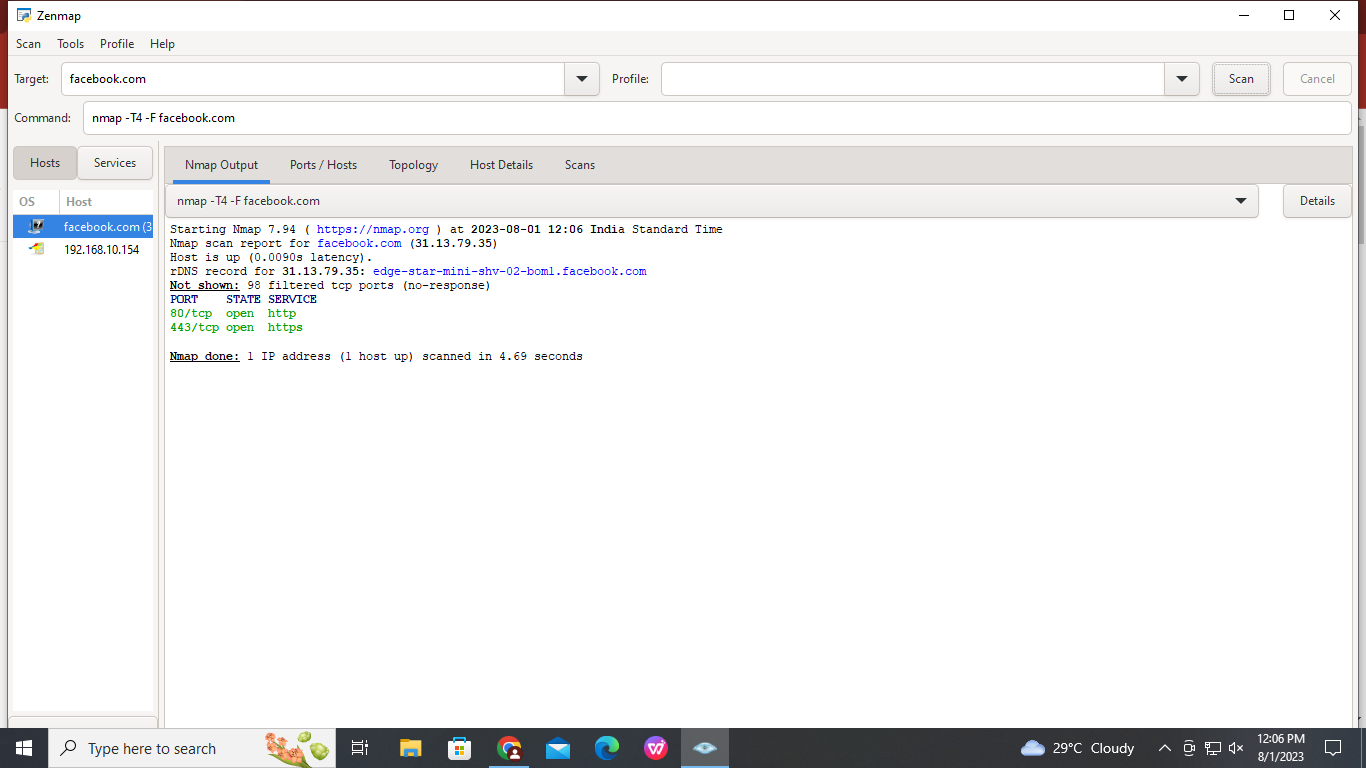 Zenmap
Scan Tools Profile Help
Target: facebook.com Profile: Scan Cancel
Command: nmap -T4 -F facebook.com
Hosts Services
Nmap Output Ports / Hosts Topology Host Details Scans
OS Host
facebook.com (3
192.168.10.154
nmap -T4 -F facebook.com Details
Starting Nmap 7.94 ( https://nmap.org ) at 2023-08-01 12:06 India Standard Time
Nmap scan report for facebook.com (31.13.79.35)
Host is up (0.0090s latency).
rDNS record for 31.13.79.35: edge-star-mini-shv-02-bom1.facebook.com
Not shown: 98 filtered tcp ports (no-response)
PORT STATE SERVICE
80/tcp open http
443/tcp open https
Nmap done: 1 IP address (1 host up) scanned in 4.69 seconds
Type here to search
29°C Cloudy
12:06 PM
8/1/2023